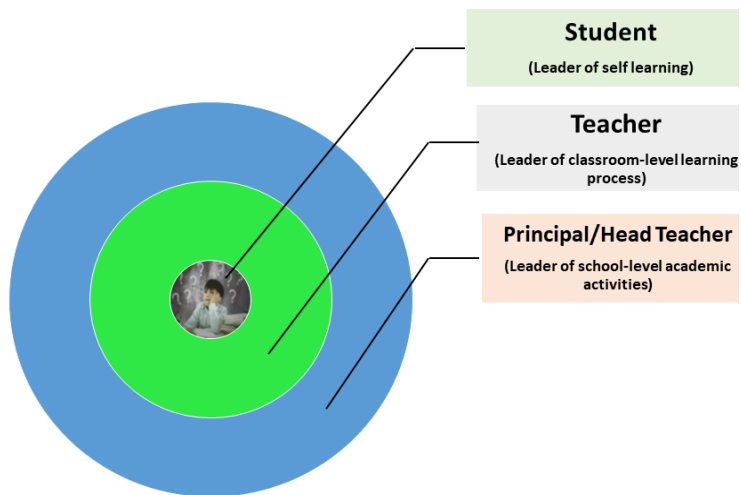 Student
(Leader of self learning)
Teacher
(Leader of classroom-level learning
process)
Principal/Head Teacher
(Leader of school-level academic
activities)